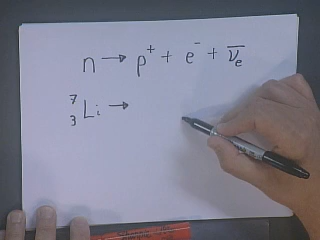 n → p⁺ + e⁻ + ν̅ₑ
⁷₃Li →